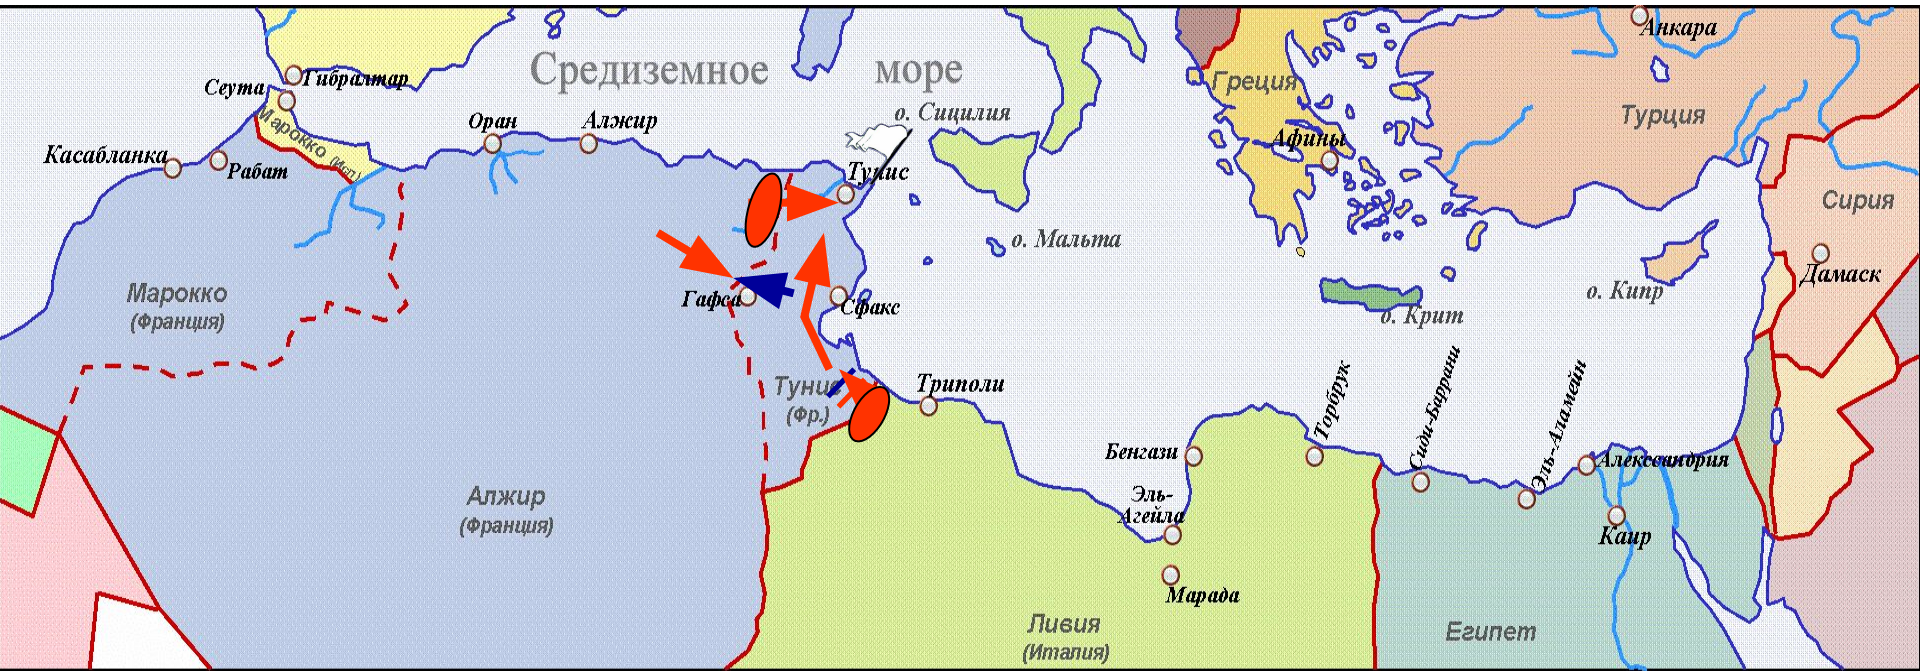 Анкара
Гибралтар
Средиземное море
Сеута
Греция
о. Сицилия
Турция
Марокко (Исп)
Оран
Алжир
Афины
Касабланка
Рабат
Тунис
Сирия
о. Мальта
Дамаск
Марокко
(Франция)
Гафса
Сфакс
о. Кипр
о. Крит
Тунис
(Фр.)
Триполи
Торбрук
Сиди-Баррани
Эль-Аламейн
Бенгази
Александрия
Алжир
(Франция)
Эль-
Агейла
Каир
Марада
Ливия
(Италия)
Египет